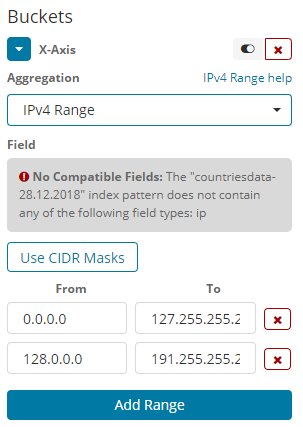 Buckets
X-Axis
Aggregation IPv4 Range help
IPv4 Range
Field
No Compatible Fields: The "countriesdata-
28.12.2018" index pattern does not contain
any of the following field types: ip
Use CIDR Masks
From To
0.0.0.0 127.255.255.2
128.0.0.0 191.255.255.2
Add Range